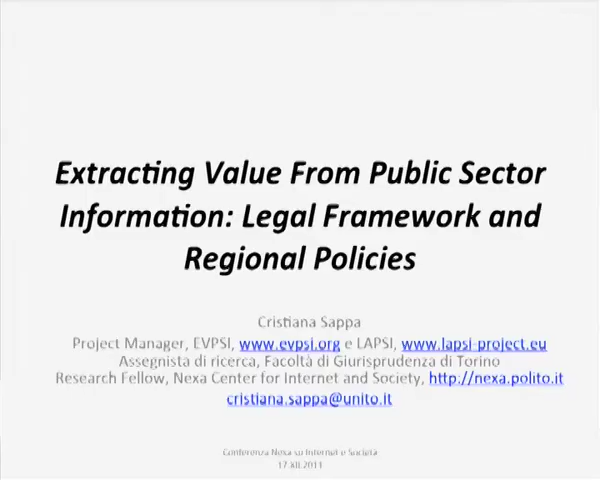 Extracting Value From Public Sector
Information: Legal Framework and
Regional Policies
Cristiana Sappa
Project Manager, EVPSI, www.evpsi.org e LAPSI, www.lapsi-project.eu
Assegnista di ricerca, Facoltà di Giurisprudenza di Torino
Research Fellow, Nexa Center for Internet and Society, http://nexa.polito.it
cristiana.sappa@unito.it
Conferenza Nexa su Internet e Società
17.XII.2011